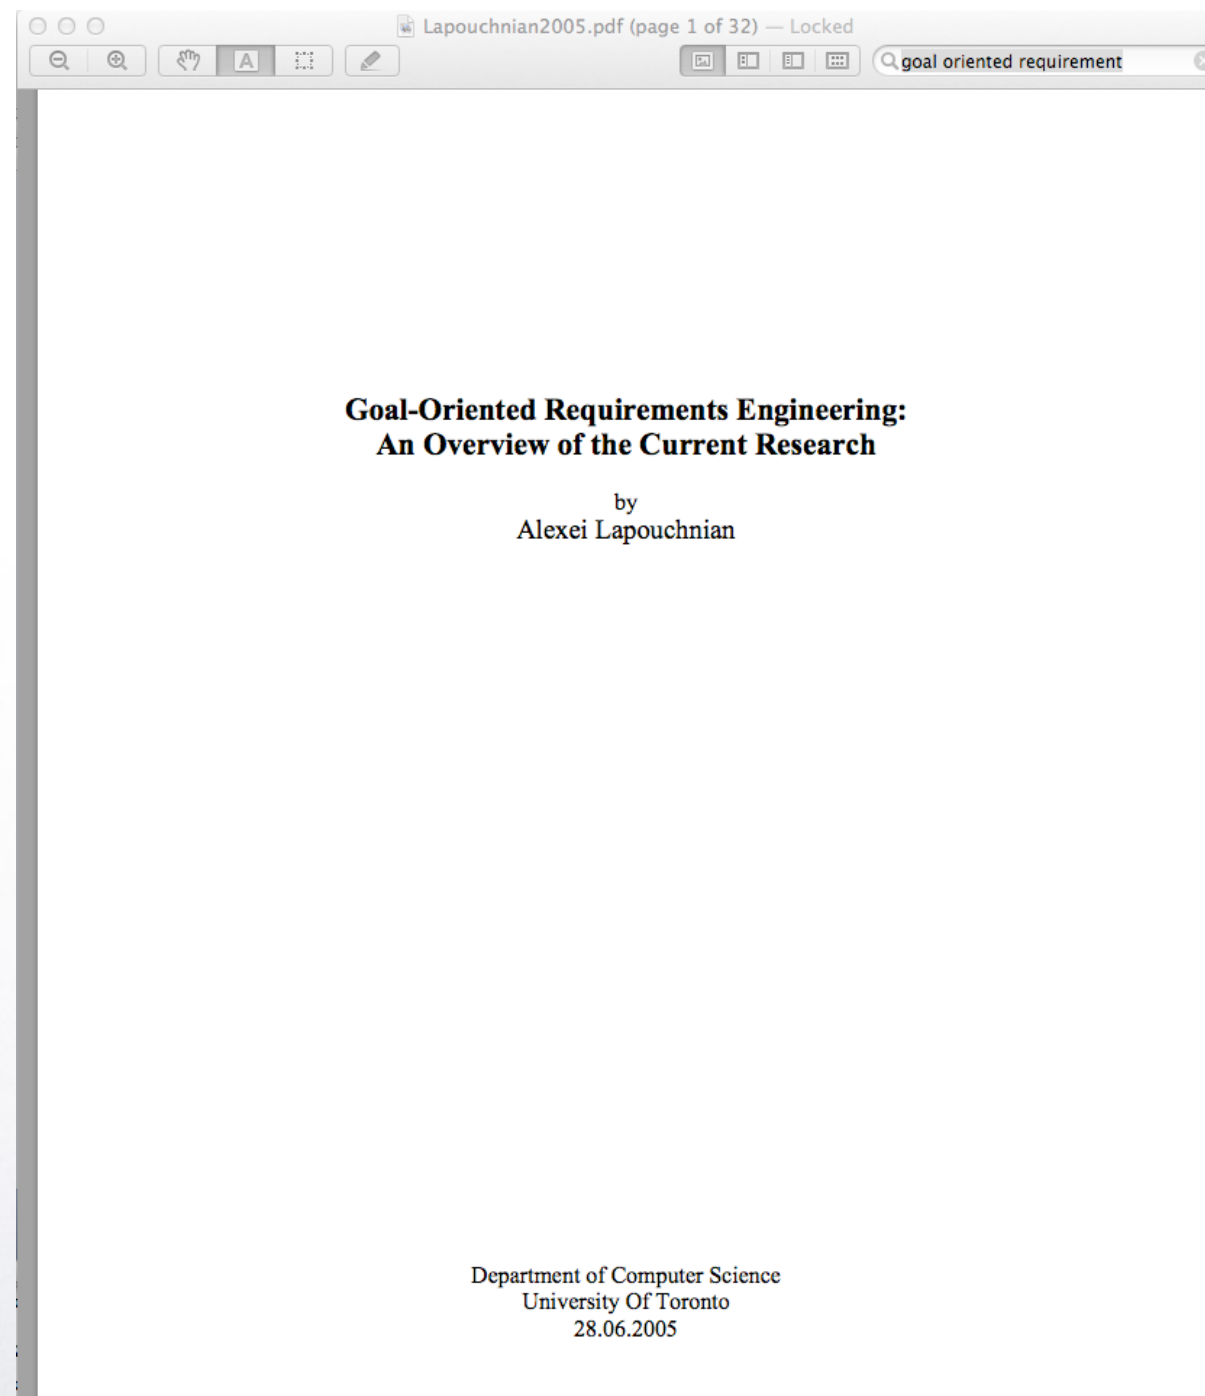 Lapouchnian2005.pdf (page 1 of 32) — Locked
A
goal oriented requirement
Goal-Oriented Requirements Engineering:
An Overview of the Current Research
by
Alexei Lapouchnian
Department of Computer Science
University Of Toronto
28.06.2005